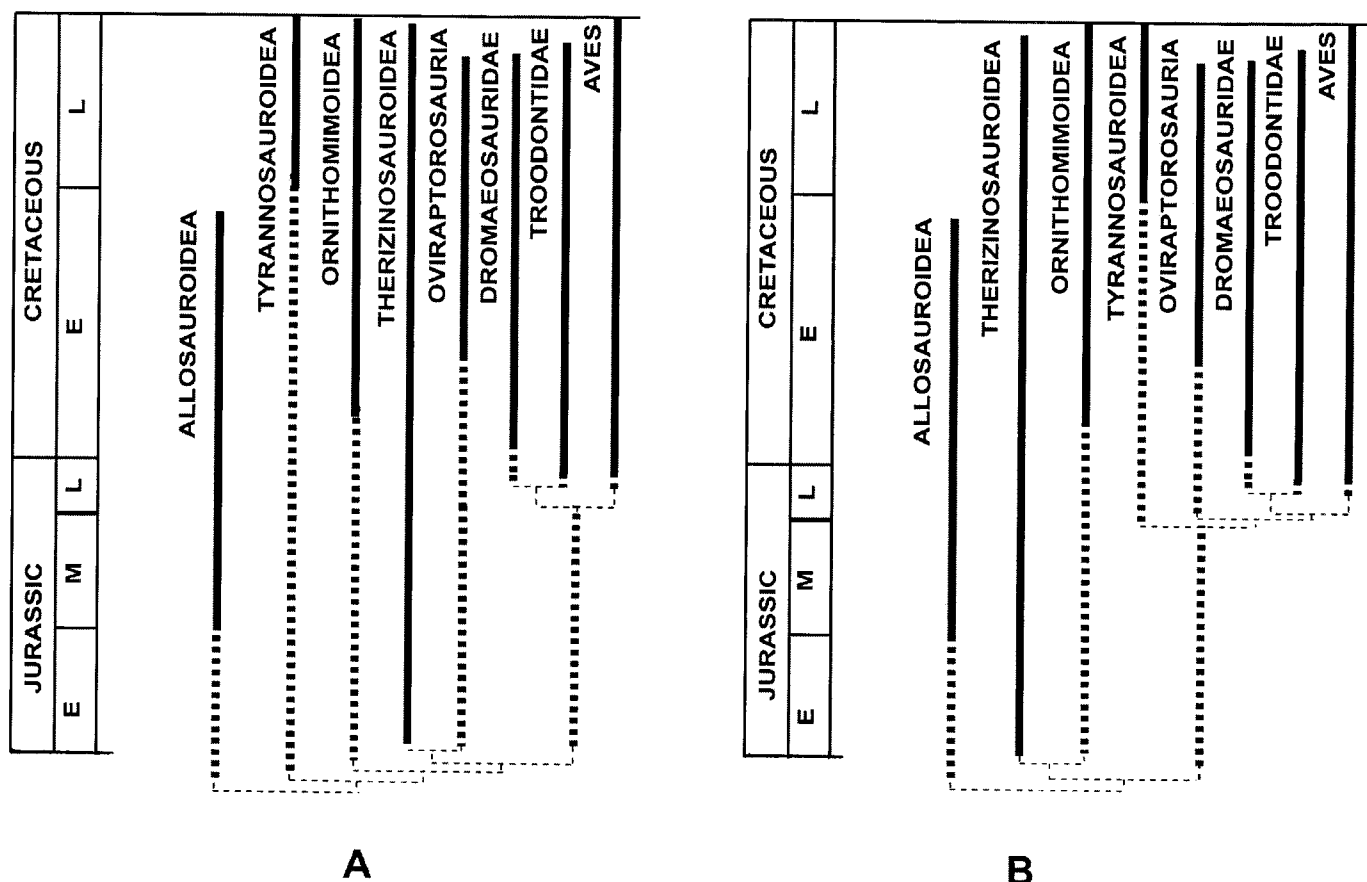 CRETACEOUS
L
E
JURASSIC
L
M
E
ALLOSAUROIDEA
TYRANNOSAUROIDEA
ORNITHOMIMOIDEA
THERIZINOSAUROIDEA
OVIRAPTOROSAURIA
DROMAEOSAURIDAE
TROODONTIDAE
AVES
A
CRETACEOUS
L
E
JURASSIC
L
M
E
ALLOSAUROIDEA
THERIZINOSAUROIDEA
ORNITHOMIMOIDEA
TYRANNOSAUROIDEA
OVIRAPTOROSAURIA
DROMAEOSAURIDAE
TROODONTIDAE
AVES
B